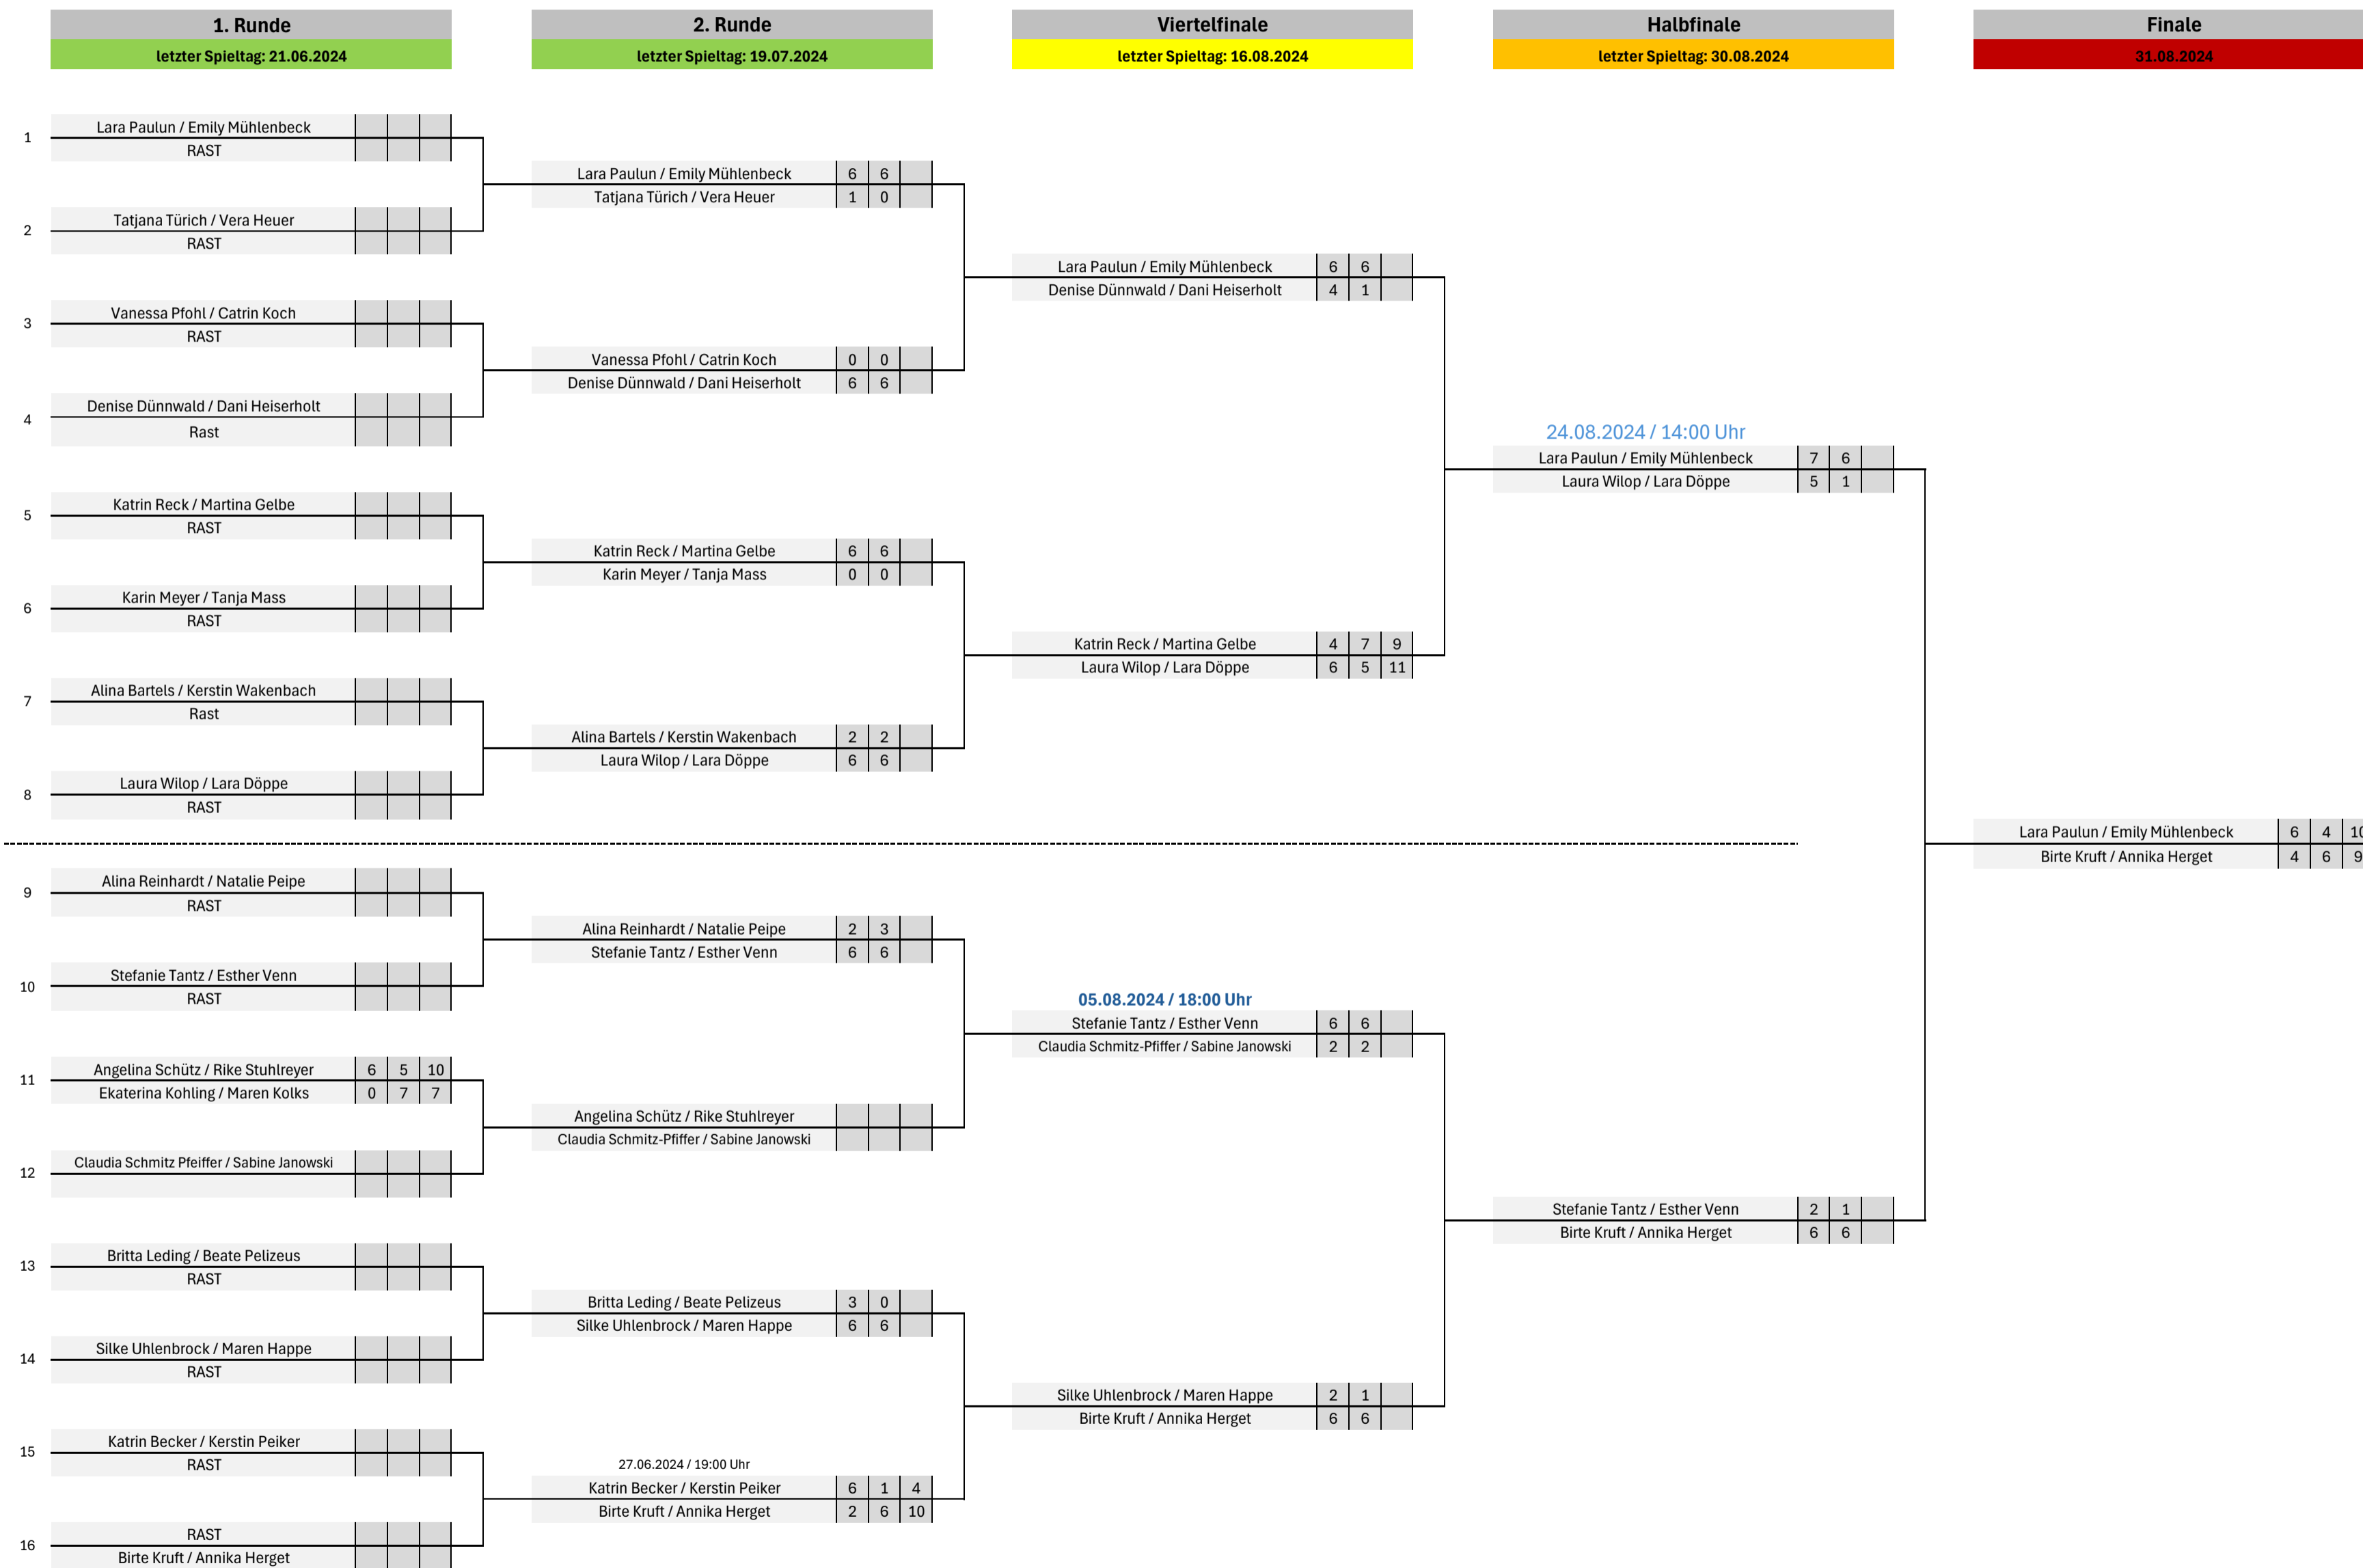 1. Runde
letzter Spieltag: 21.06.2024
2. Runde
letzter Spieltag: 19.07.2024
Viertelfinale
letzter Spieltag: 16.08.2024
Halbfinale
letzter Spieltag: 30.08.2024
Finale
31.08.2024
1
Lara Paulun / Emily Mühlenbeck
RAST
2
Tatjana Türich / Vera Heuer
RAST
3
Vanessa Pfohl / Catrin Koch
RAST
4
Denise Dünnwald / Dani Heiserholt
Rast
5
Katrin Reck / Martina Gelbe
RAST
6
Karin Meyer / Tanja Mass
RAST
7
Alina Bartels / Kerstin Wakenbach
Rast
8
Laura Wilop / Lara Döppe
RAST
9
Alina Reinhardt / Natalie Peipe
RAST
10
Stefanie Tantz / Esther Venn
RAST
11
Angelina Schütz / Rike Stuhlreyer 6 5 10
Ekaterina Kohling / Maren Kolks 0 7 7
12
Claudia Schmitz Pfeiffer / Sabine Janowski
13
Britta Leding / Beate Pelizeus
RAST
14
Silke Uhlenbrock / Maren Happe
RAST
15
Katrin Becker / Kerstin Peiker
RAST
16
RAST
Birte Kruft / Annika Herget
Lara Paulun / Emily Mühlenbeck 6 6
Tatjana Türich / Vera Heuer 1 0
Vanessa Pfohl / Catrin Koch 0 0
Denise Dünnwald / Dani Heiserholt 6 6
Katrin Reck / Martina Gelbe 6 6
Karin Meyer / Tanja Mass 0 0
Alina Bartels / Kerstin Wakenbach 2 2
Laura Wilop / Lara Döppe 6 6
Alina Reinhardt / Natalie Peipe 2 3
Stefanie Tantz / Esther Venn 6 6
Angelina Schütz / Rike Stuhlreyer
Claudia Schmitz-Pfiffer / Sabine Janowski
Britta Leding / Beate Pelizeus 3 0
Silke Uhlenbrock / Maren Happe 6 6
27.06.2024 / 19:00 Uhr
Katrin Becker / Kerstin Peiker 6 1 4
Birte Kruft / Annika Herget 2 6 10
Lara Paulun / Emily Mühlenbeck 6 6
Denise Dünnwald / Dani Heiserholt 4 1
Katrin Reck / Martina Gelbe 4 7 9
Laura Wilop / Lara Döppe 6 5 11
05.08.2024 / 18:00 Uhr
Stefanie Tantz / Esther Venn 6 6
Claudia Schmitz-Pfiffer / Sabine Janowski 2 2
Silke Uhlenbrock / Maren Happe 2 1
Birte Kruft / Annika Herget 6 6
24.08.2024 / 14:00 Uhr
Lara Paulun / Emily Mühlenbeck 7 6
Laura Wilop / Lara Döppe 5 1
Stefanie Tantz / Esther Venn 2 1
Birte Kruft / Annika Herget 6 6
Lara Paulun / Emily Mühlenbeck 6 4 10
Birte Kruft / Annika Herget 4 6 9